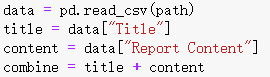 data = pd.read_csv(path)
title = data["Title"]
content = data["Report Content"]
combine = title + content